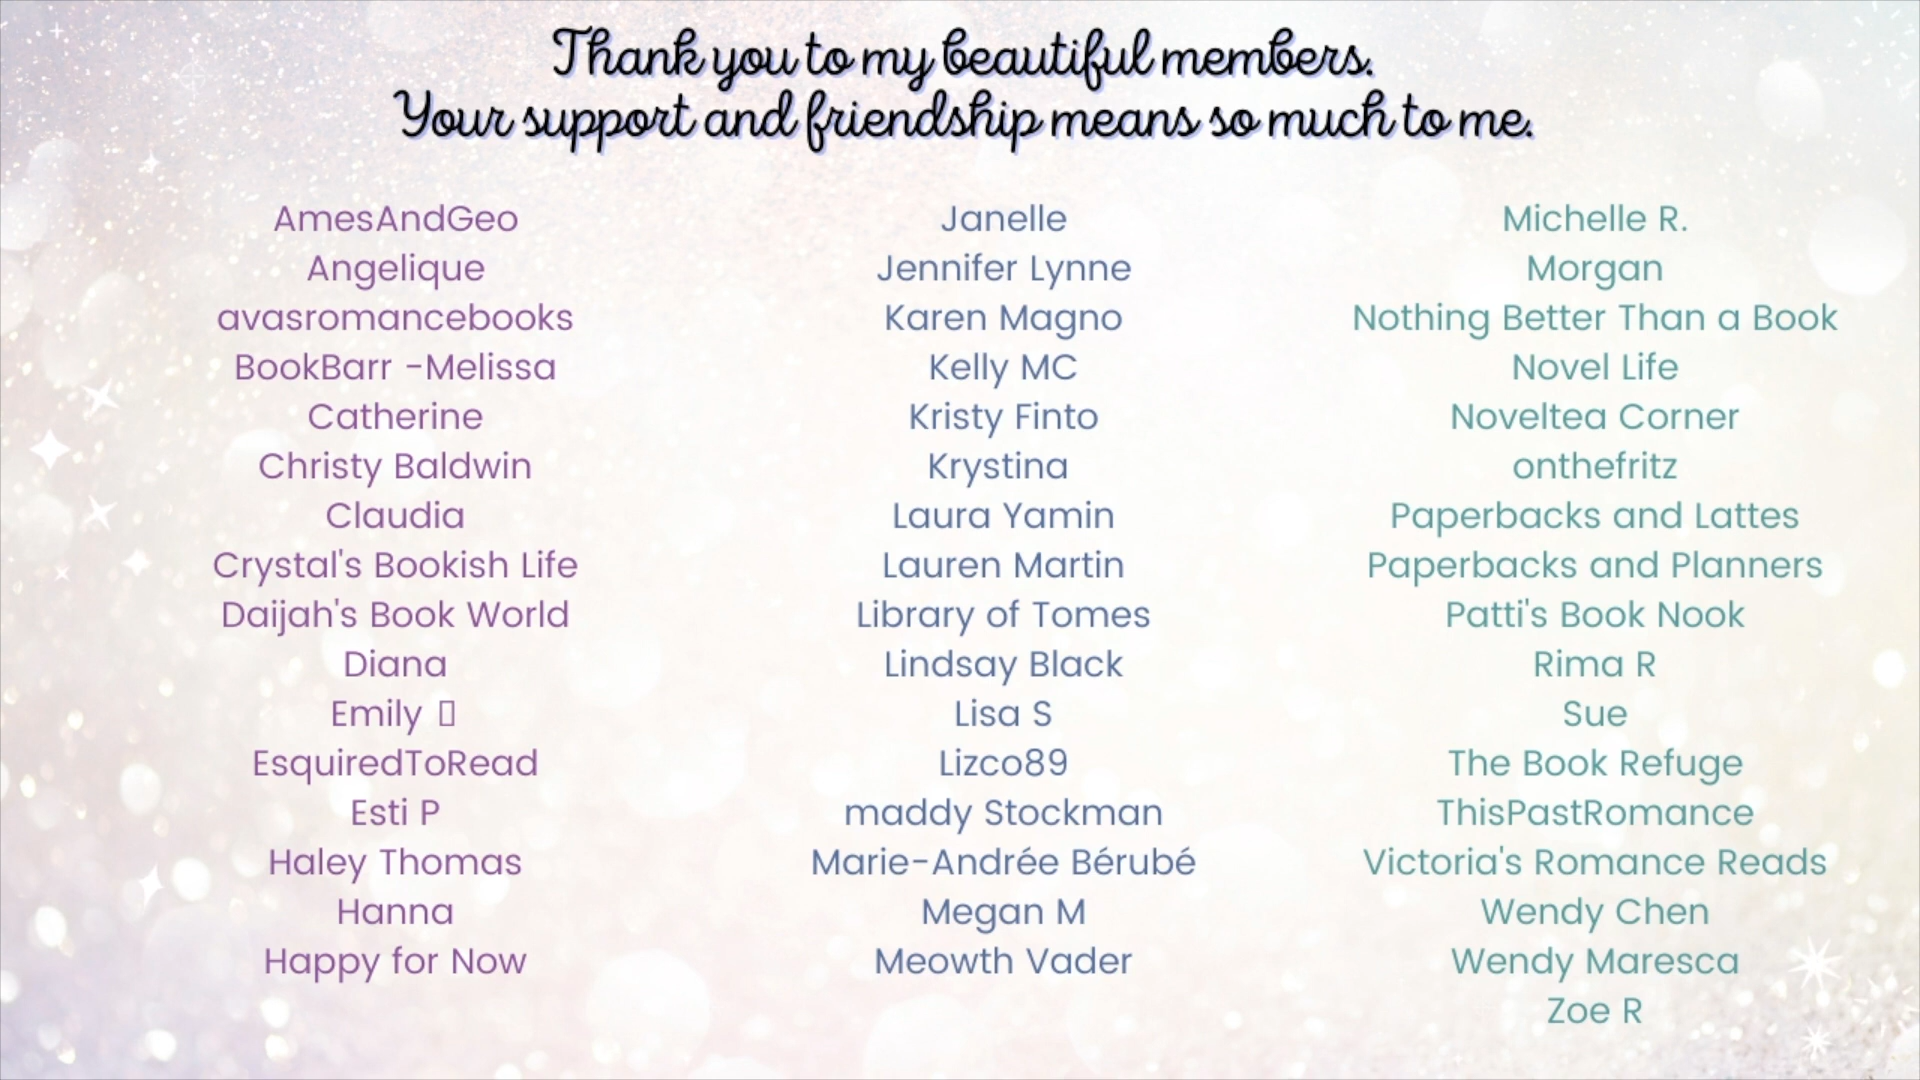 Thank you to my beautiful members.
Your support and friendship means so much to me.
AmesAndGeo
Angelique
avasromancebooks
BookBarr -Melissa
Catherine
Christy Baldwin
Claudia
Crystal's Bookish Life
Daijah's Book World
Diana
Emily
EsquiredToRead
Esti P
Haley Thomas
Hanna
Happy for Now
Janelle
Jennifer Lynne
Karen Magno
Kelly MC
Kristy Finto
Krystina
Laura Yamin
Lauren Martin
Library of Tomes
Lindsay Black
Lisa S
Lizco89
maddy Stockman
Marie-Andrée Bérubé
Megan M
Meowth Vader
Michelle R.
Morgan
Nothing Better Than a Book
Novel Life
Noveltea Corner
onthefritz
Paperbacks and Lattes
Paperbacks and Planners
Patti's Book Nook
Rima R
Sue
The Book Refuge
ThisPastRomance
Victoria's Romance Reads
Wendy Chen
Wendy Maresca
Zoe R